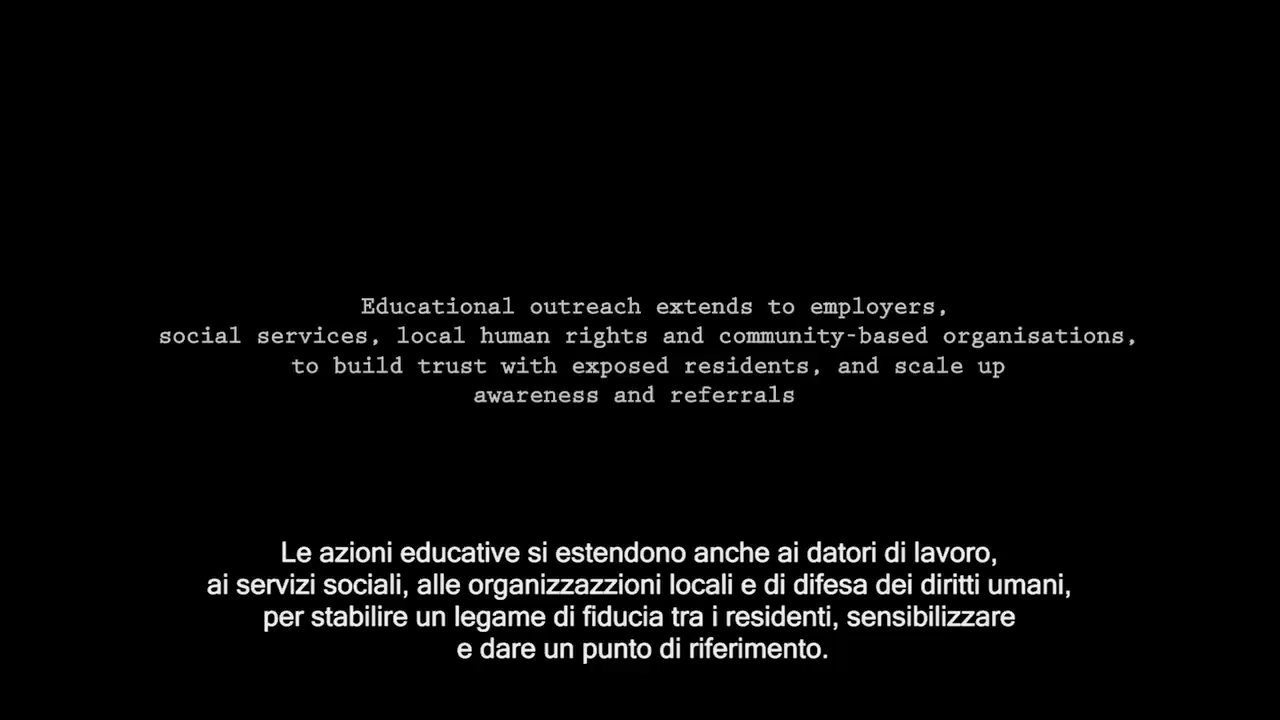 Educational outreach extends to employers,
social services, local human rights and community-based organisations,
to build trust with exposed residents, and scale up
awareness and referrals
Le azioni educative si estendono anche ai datori di lavoro,
ai servizi sociali, alle organizzazzioni locali e di difesa dei diritti umani,
per stabilire un legame di fiducia tra i residenti, sensibilizzare
e dare un punto di riferimento.